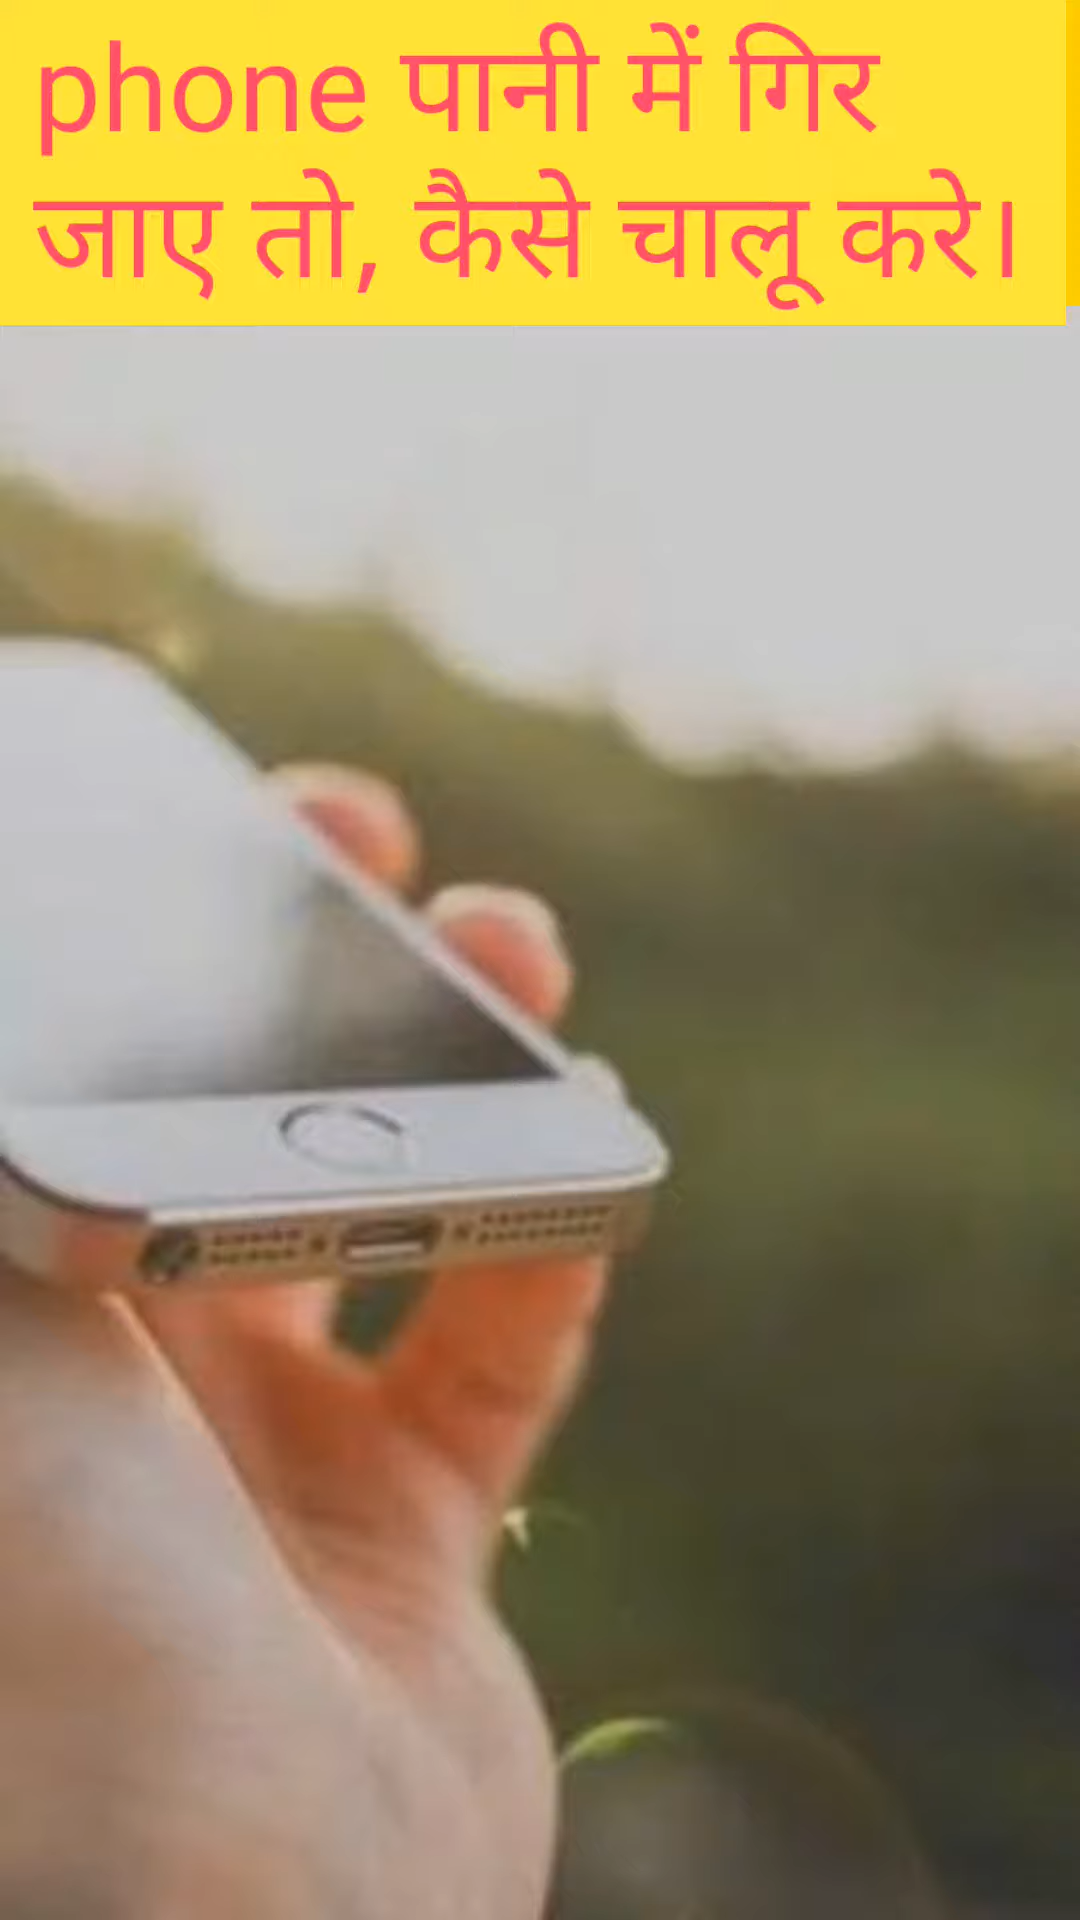 phone पानी में गिर
जाए तो, कैसे चालू करे।